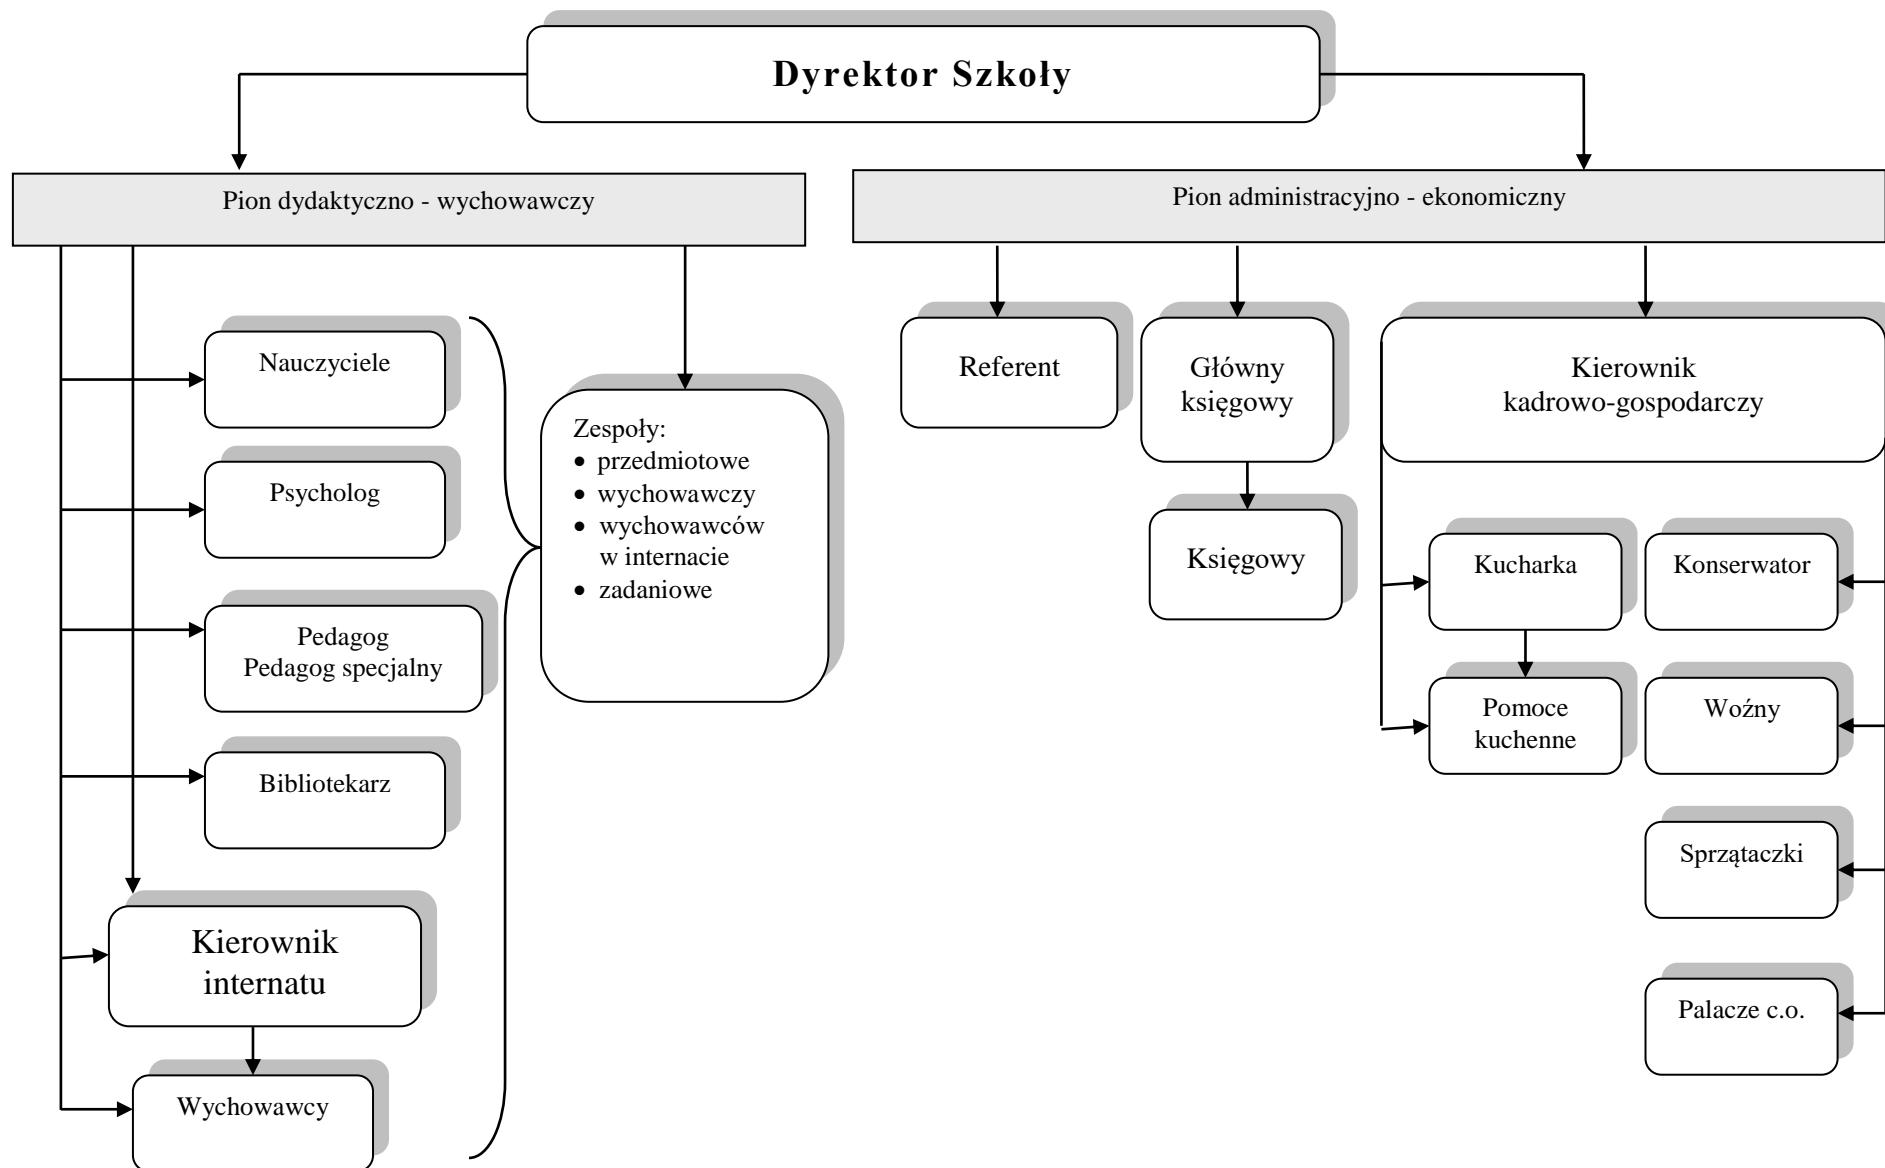 Dyrektor Szkoły
Pion dydaktyczno - wychowawczy
Pion administracyjno - ekonomiczny
Nauczyciele
Psycholog
Pedagog
Pedagog specjalny
Bibliotekarz
Kierownik
internatu
Wychowawcy
Zespoły:
• przedmiotowe
• wychowawczy
• wychowawców
w internacie
• zadaniowe
Referent
Główny
księgowy
Księgowy
Kierownik
kadrowo-gospodarczy
Kucharka
Pomoce
kuchenne
Konserwator
Woźny
Sprzątaczki
Palacze c.o.